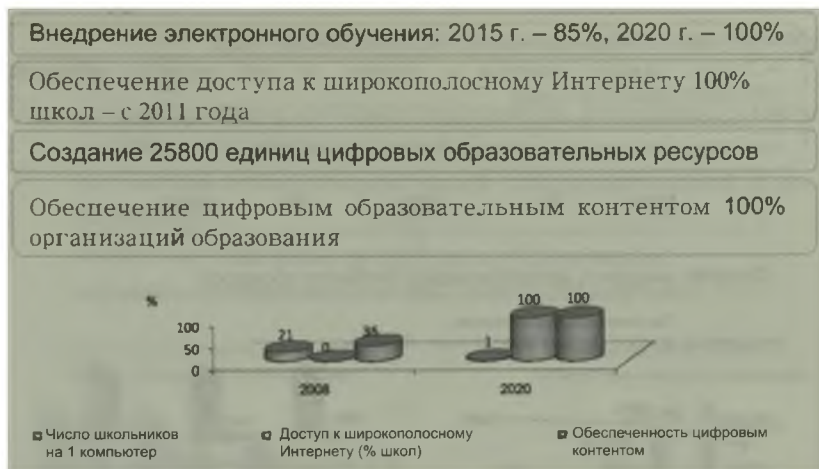 Внедрение электронного обучения: 2015 г. – 85%, 2020 г. – 100%
Обеспечение доступа к широкополосному Интернету 100%
школ – с 2011 года
Создание 25800 единиц цифровых образовательных ресурсов
Обеспечение цифровым образовательным контентом 100%
организаций образования
%
100 100
100
50
0
21
0
1
2008 2020
Число школьников
на 1 компьютер
Доступ к широкополосному
Интернету (% школ)
Обеспеченность цифровым
контентом